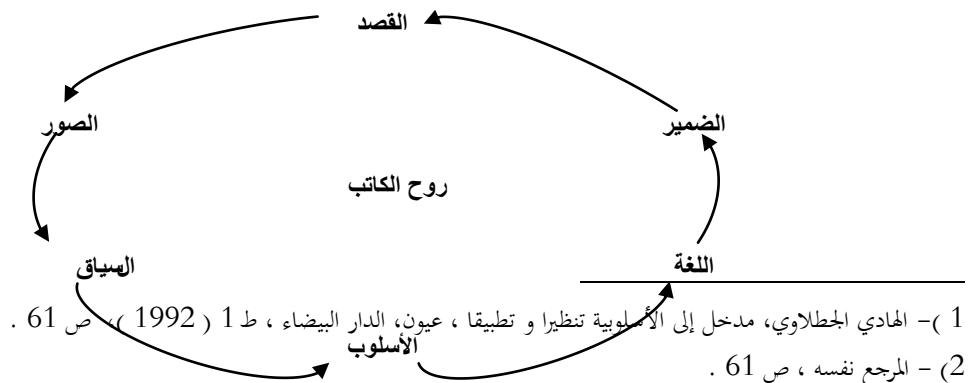 القصد
الصور
الضمير
روح الكاتب
السياق
اللغة
1 )– الهادي الجطلاوي، مدخل إلى الأسلوبية تنظيرا و تطبيقا ، عيون، الدار البيضاء ، ط 1 ( 1992 )، ص 61 .
الأسلوب
2) – المرجع نفسه ، ص 61 .